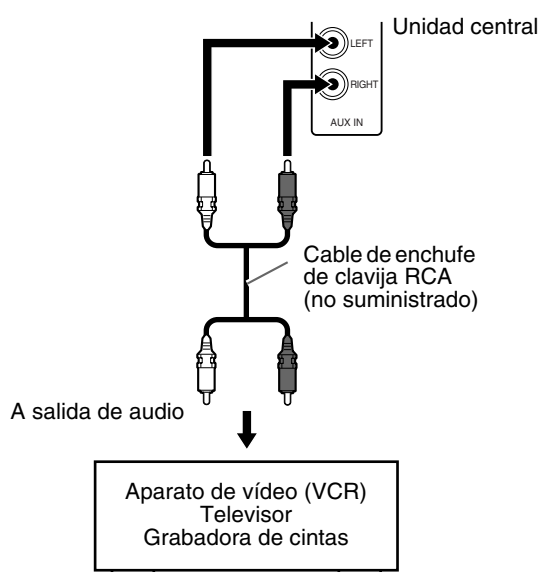 Unidad central
LEFT
RIGHT
AUX IN
Cable de enchufe
de clavija RCA
(no suministrado)
A salida de audio
Aparato de vídeo (VCR)
Televisor
Grabadora de cintas